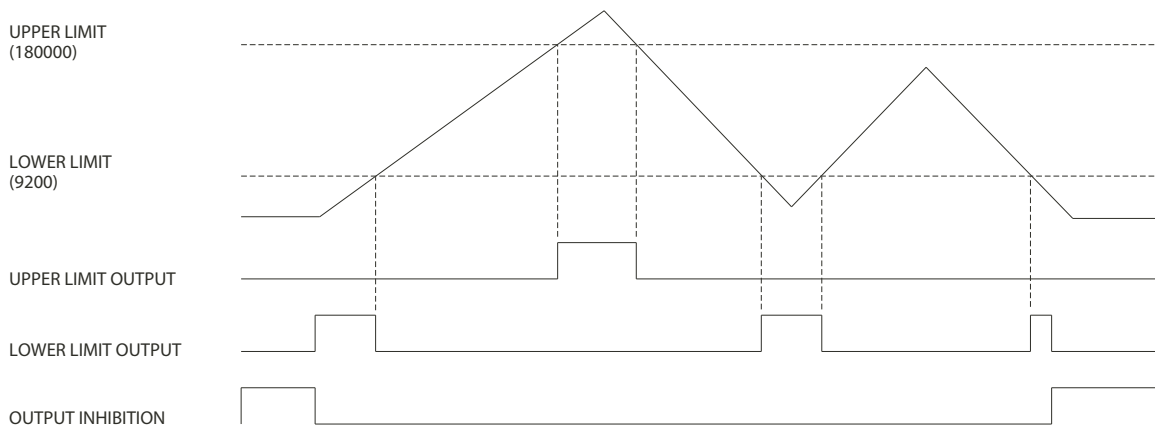 UPPER LIMIT
(180000)
LOWER LIMIT
(9200)
UPPER LIMIT OUTPUT
LOWER LIMIT OUTPUT
OUTPUT INHIBITION